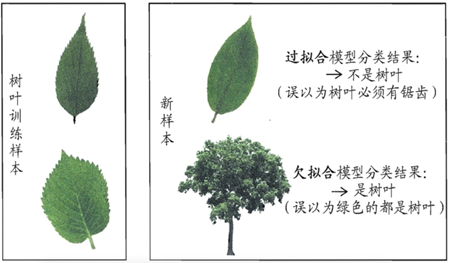 树叶训练样本
新样本
过拟合模型分类结果:
→ 不是树叶
(误以为树叶必须有锯齿)
欠拟合模型分类结果:
→ 是树叶
(误以为绿色的都是树叶)